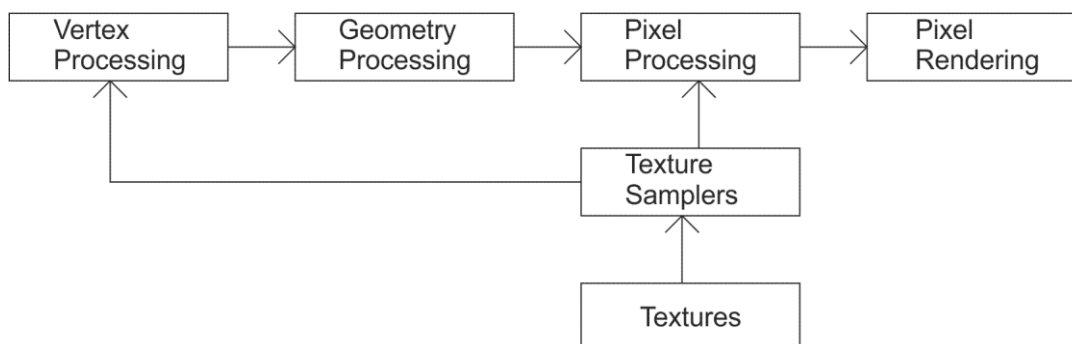 Vertex
Processing
Geometry
Processing
Pixel
Processing
Pixel
Rendering
Texture
Samplers
Textures